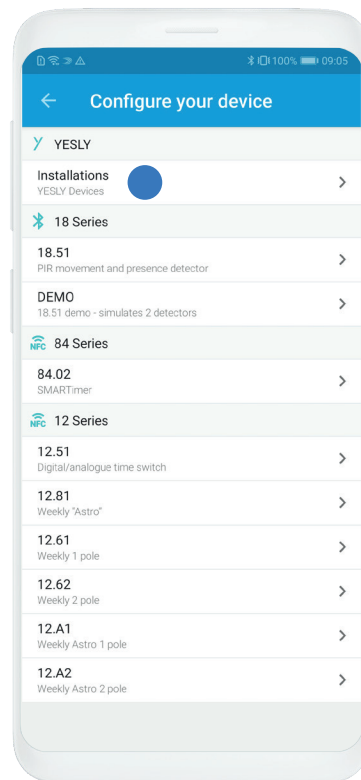 100% 09:05
Configure your device
YESLY
Installations
YESLY Devices
18 Series
18.51
PIR movement and presence detector
DEMO
18.51 demo - simulates 2 detectors
NFC 84 Series
84.02
SMARTimer
NFC 12 Series
12.51
Digital/analogue time switch
12.81
Weekly "Astro"
12.61
Weekly 1 pole
12.62
Weekly 2 pole
12.A1
Weekly Astro 1 pole
12.A2
Weekly Astro 2 pole